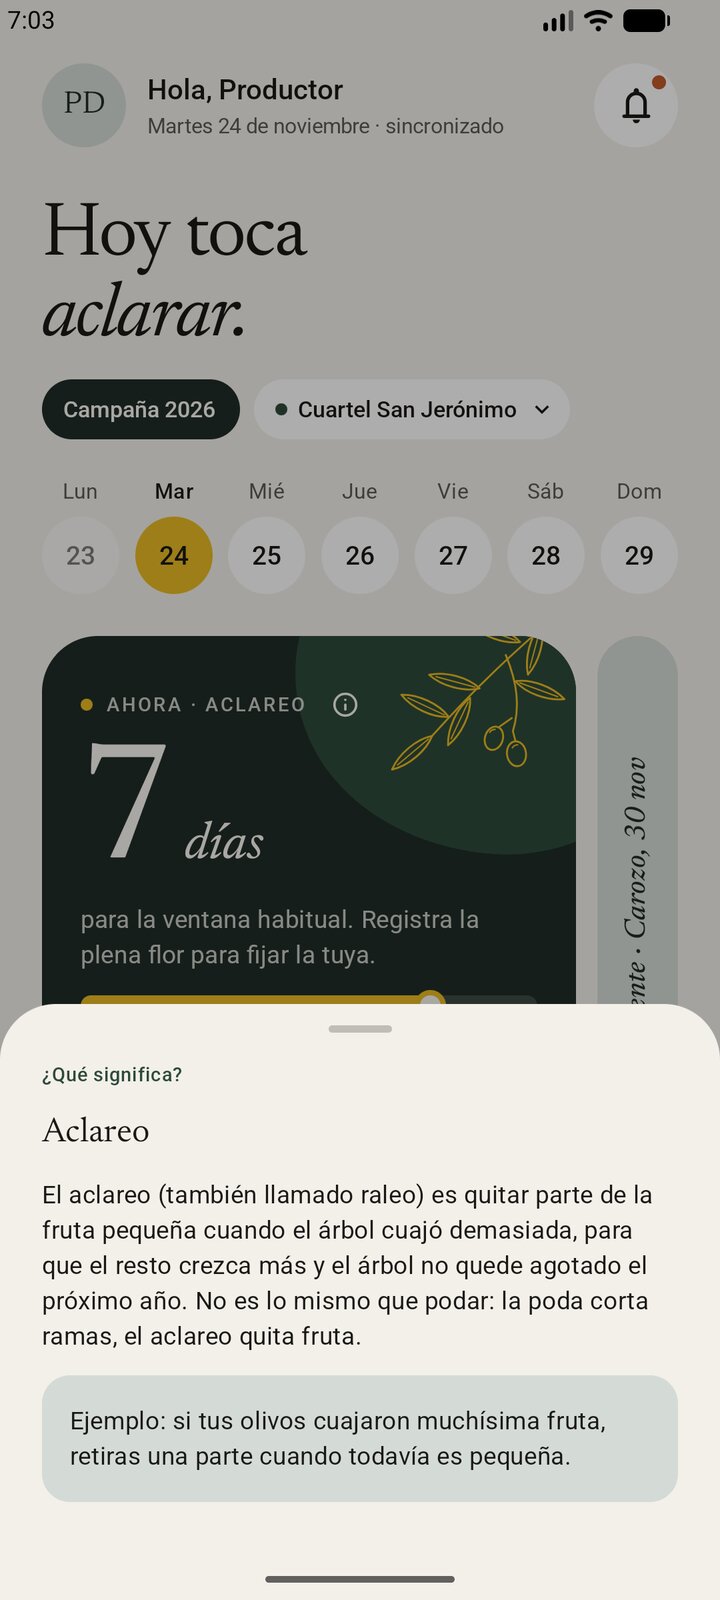 7:03
PD
Hola, Productor
Martes 24 de noviembre · sincronizado
Hoy toca
aclarar.
Campaña 2026
Cuartel San Jerónimo
Lun Mar Mié Jue Vie Sáb Dom
23 24 25 26 27 28 29
AHORA · ACLAREO
7 días
para la ventana habitual. Registra la
plena flor para fijar la tuya.
· Carozo, 30 nov
¿Qué significa?
Aclareo
El aclareo (también llamado raleo) es quitar parte de la
fruta pequeña cuando el árbol cuajó demasiada, para
que el resto crezca más y el árbol no quede agotado el
próximo año. No es lo mismo que podar: la poda corta
ramas, el aclareo quita fruta.
Ejemplo: si tus olivos cuajaron muchísima fruta,
retiras una parte cuando todavía es pequeña.